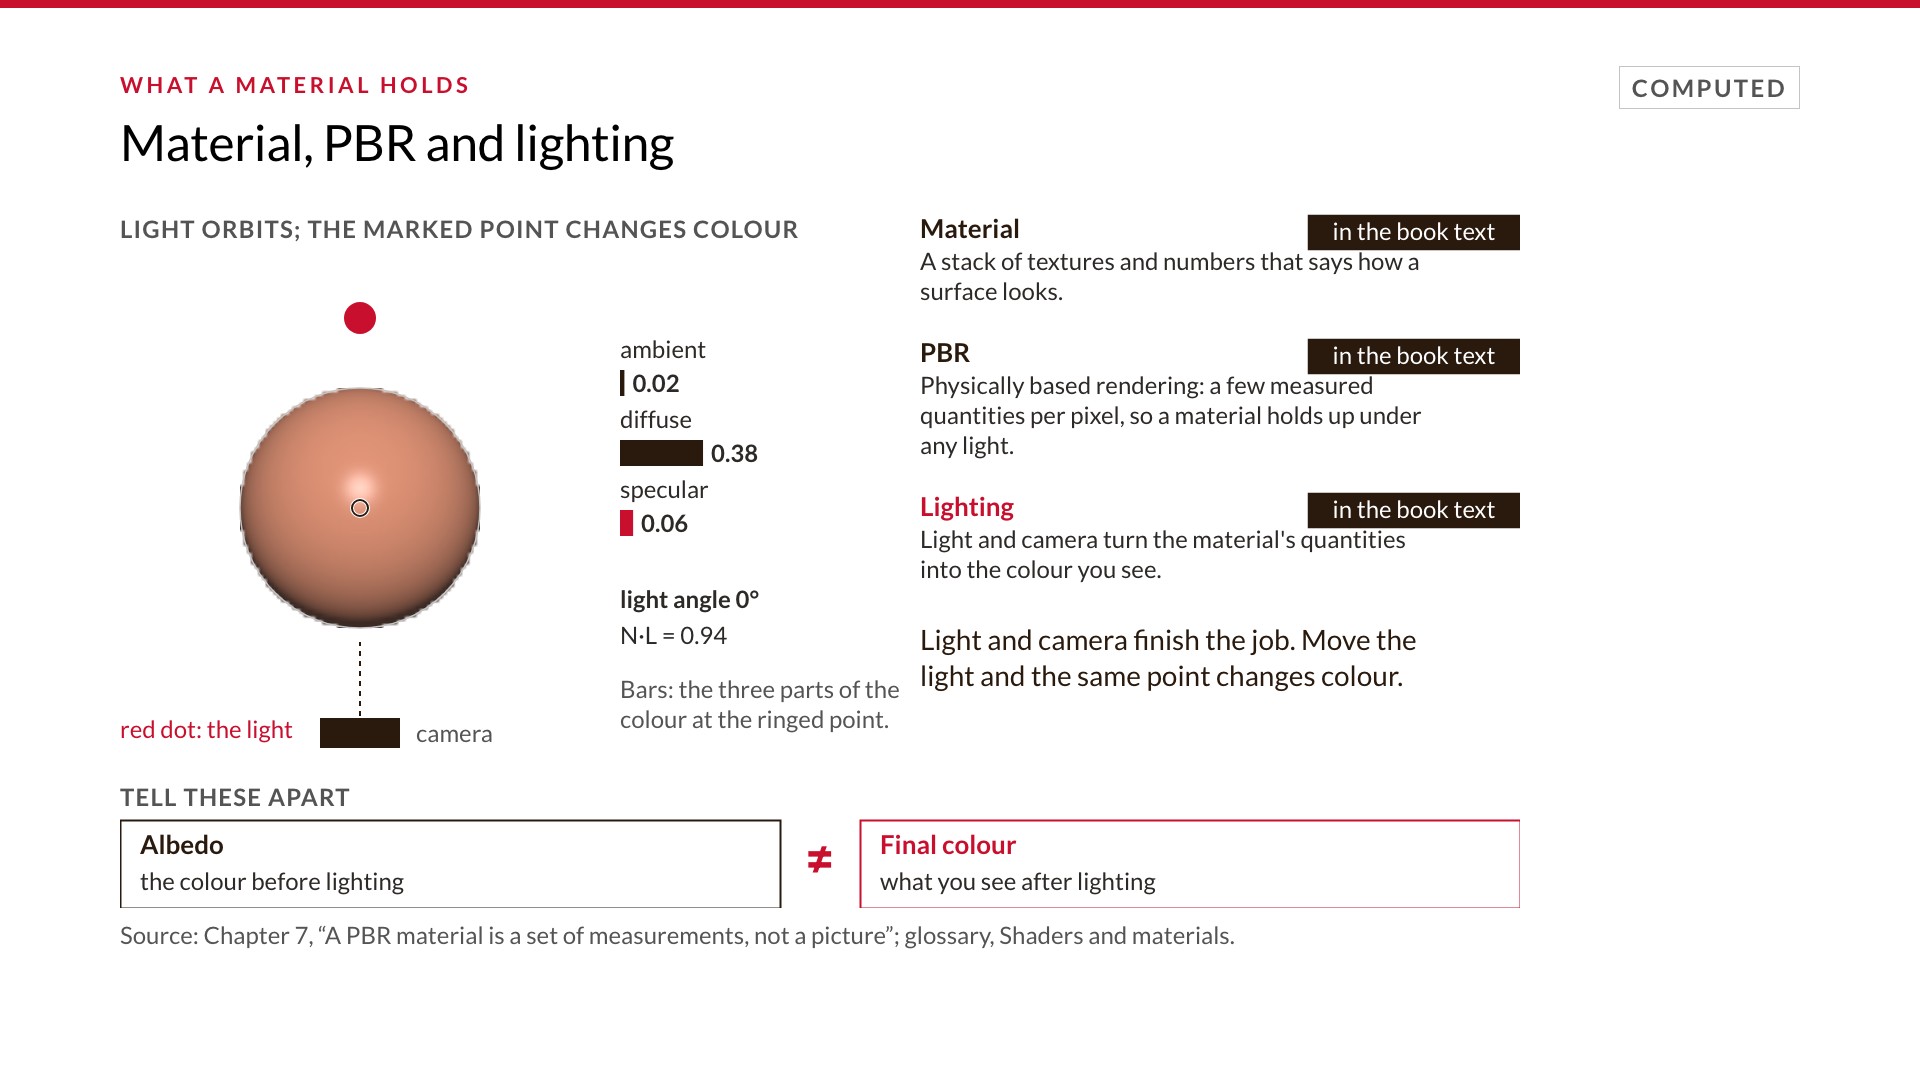 WHAT A MATERIAL HOLDS
COMPUTED
Material, PBR and lighting
LIGHT ORBITS; THE MARKED POINT CHANGES COLOUR
ambient
0.02
diffuse
0.38
specular
0.06
light angle 0°
N·L = 0.94
Bars: the three parts of the
colour at the ringed point.
red dot: the light
camera
Material
in the book text
A stack of textures and numbers that says how a
surface looks.
PBR
in the book text
Physically based rendering: a few measured
quantities per pixel, so a material holds up under
any light.
Lighting
in the book text
Light and camera turn the material's quantities
into the colour you see.
Light and camera finish the job. Move the
light and the same point changes colour.
TELL THESE APART
Albedo
the colour before lighting
≠
Final colour
what you see after lighting
Source: Chapter 7, “A PBR material is a set of measurements, not a picture”; glossary, Shaders and materials.